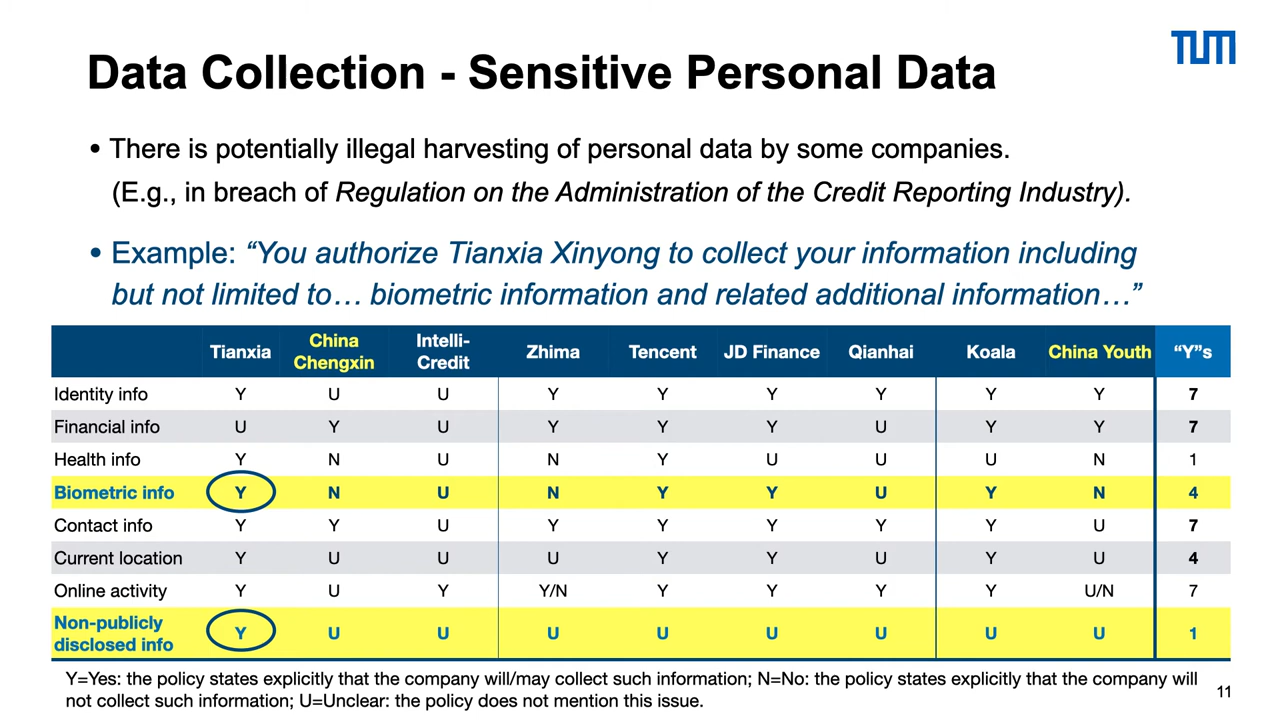 TUM
Data Collection - Sensitive Personal Data
• There is potentially illegal harvesting of personal data by some companies.
(E.g., in breach of Regulation on the Administration of the Credit Reporting Industry).
• Example: “You authorize Tianxia Xinyong to collect your information including
but not limited to… biometric information and related additional information…”
Tianxia China Chengxin Intelli-Credit Zhima Tencent JD Finance Qianhai Koala China Youth “Y”s
Identity info Y U U Y Y Y Y Y Y 7
Financial info U Y U Y Y Y U Y Y 7
Health info Y N U N Y U U U N 1
Biometric info Y N U N Y Y U Y N 4
Contact info Y Y U Y Y Y Y Y U 7
Current location Y U U U Y Y U Y U 4
Online activity Y U Y Y/N Y Y Y Y U/N 7
Non-publicly disclosed info Y U U U U U U U U 1
Y=Yes: the policy states explicitly that the company will/may collect such information; N=No: the policy states explicitly that the company will
not collect such information; U=Unclear: the policy does not mention this issue.
11